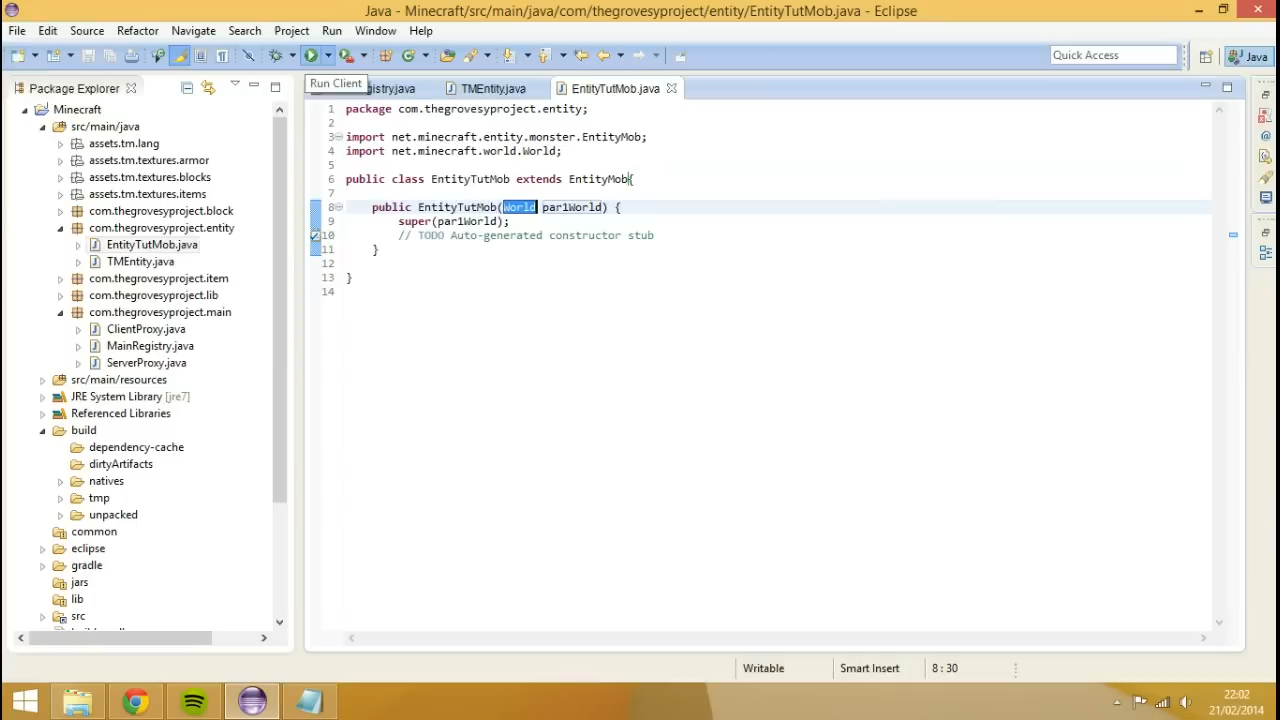 Java - Minecraft/src/main/java/com/thegrovesyproject/entity/EntityTutMob.java - Eclipse
File Edit Source Refactor Navigate Search Project Run Window Help
Quick Access
Java
Run Client
Package Explorer
gistry.java
TMEntity.java
EntityTutMob.java
Minecraft
src/main/java
assets.tm.lang
assets.tm.textures.armor
assets.tm.textures.blocks
assets.tm.textures.items
com.thegrovesyproject.block
com.thegrovesyproject.entity
EntityTutMob.java
TMEntity.java
com.thegrovesyproject.item
com.thegrovesyproject.lib
com.thegrovesyproject.main
ClientProxy.java
MainRegistry.java
ServerProxy.java
src/main/resources
JRE System Library [jre7]
Referenced Libraries
build
dependency-cache
dirtyArtifacts
natives
tmp
unpacked
common
eclipse
gradle
jars
lib
src
1 package com.thegrovesyproject.entity;
2
3 import net.minecraft.entity.monster.EntityMob;
4 import net.minecraft.world.World;
5
6 public class EntityTutMob extends EntityMob{
7
8 public EntityTutMob(World par1World) {
9 super(par1World);
10 // TODO Auto-generated constructor stub
11 }
12
13 }
14
Writable
Smart Insert
8 : 30
22:02
21/02/2014